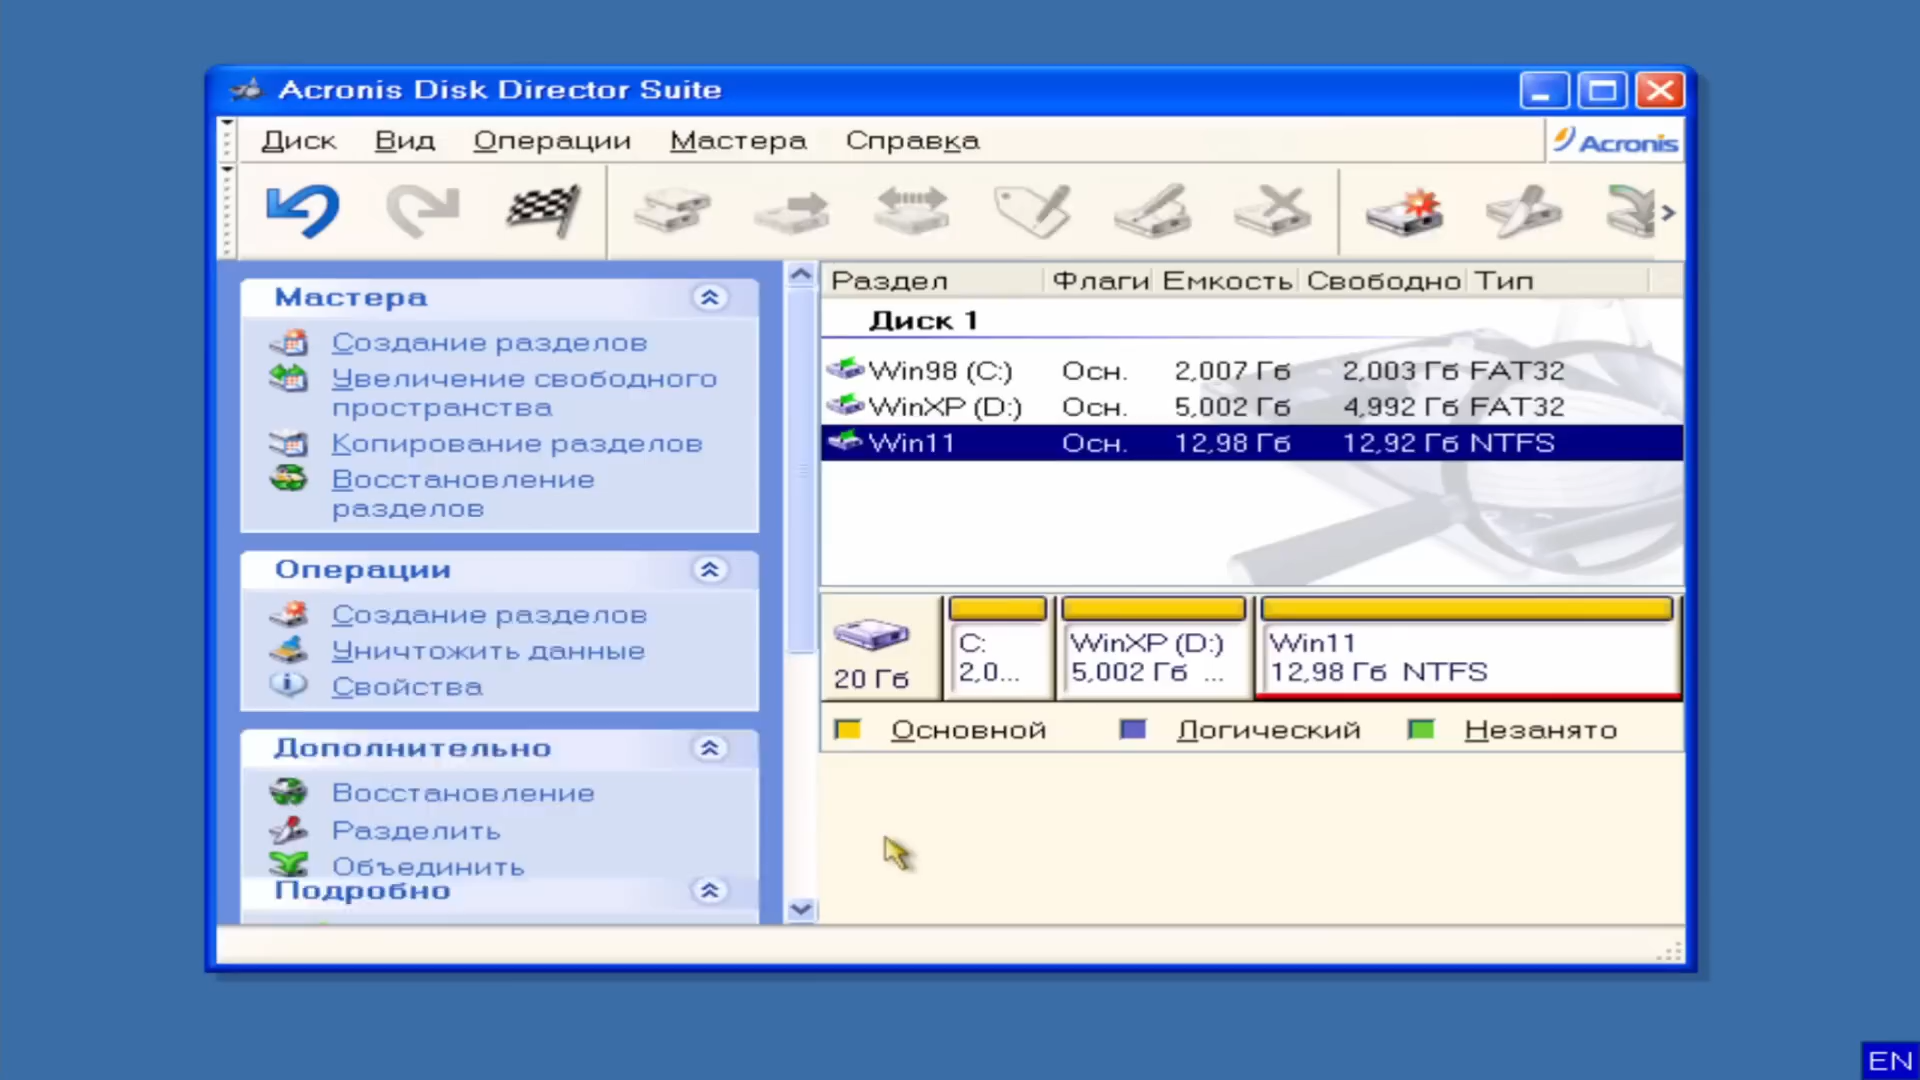 Acronis Disk Director Suite
Диск Вид Операции Мастера Справка
Acronis
Мастера
Создание разделов
Увеличение свободного
пространства
Копирование разделов
Восстановление
разделов
Операции
Создание разделов
Уничтожить данные
Свойства
Дополнительно
Восстановление
Разделить
Объединить
Подробно
Раздел Флаги Емкость Свободно Тип
Диск 1
Win98 (C:) Осн. 2,007 Гб 2,003 Гб FAT32
WinXP (D:) Осн. 5,002 Гб 4,992 Гб FAT32
Win11 Осн. 12,98 Гб 12,92 Гб NTFS
20 Гб
C:
2,0...
WinXP (D:)
5,002 Гб ...
Win11
12,98 Гб NTFS
Основной Логический Незанято
EN